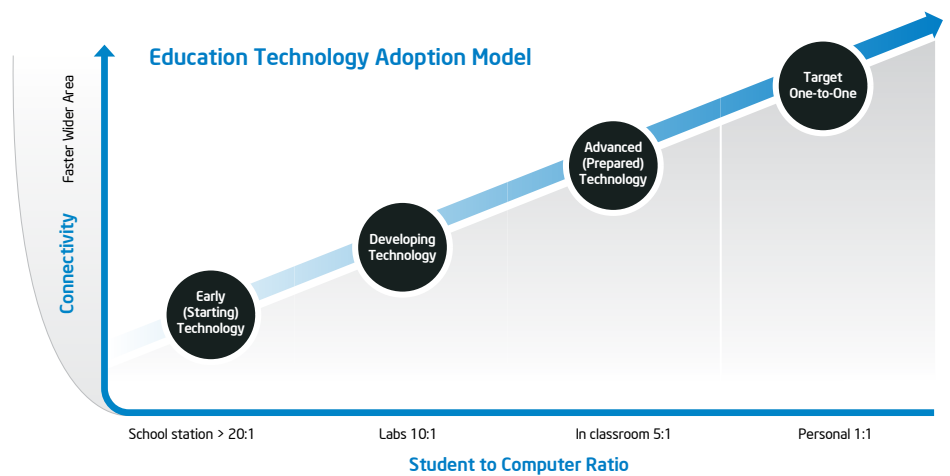 Education Technology Adoption Model
Faster Wider Area
Connectivity
Early
(Starting)
Technology
Developing
Technology
Advanced
(Prepared)
Technology
Target
One-to-One
School station > 20:1
Labs 10:1
In classroom 5:1
Personal 1:1
Student to Computer Ratio